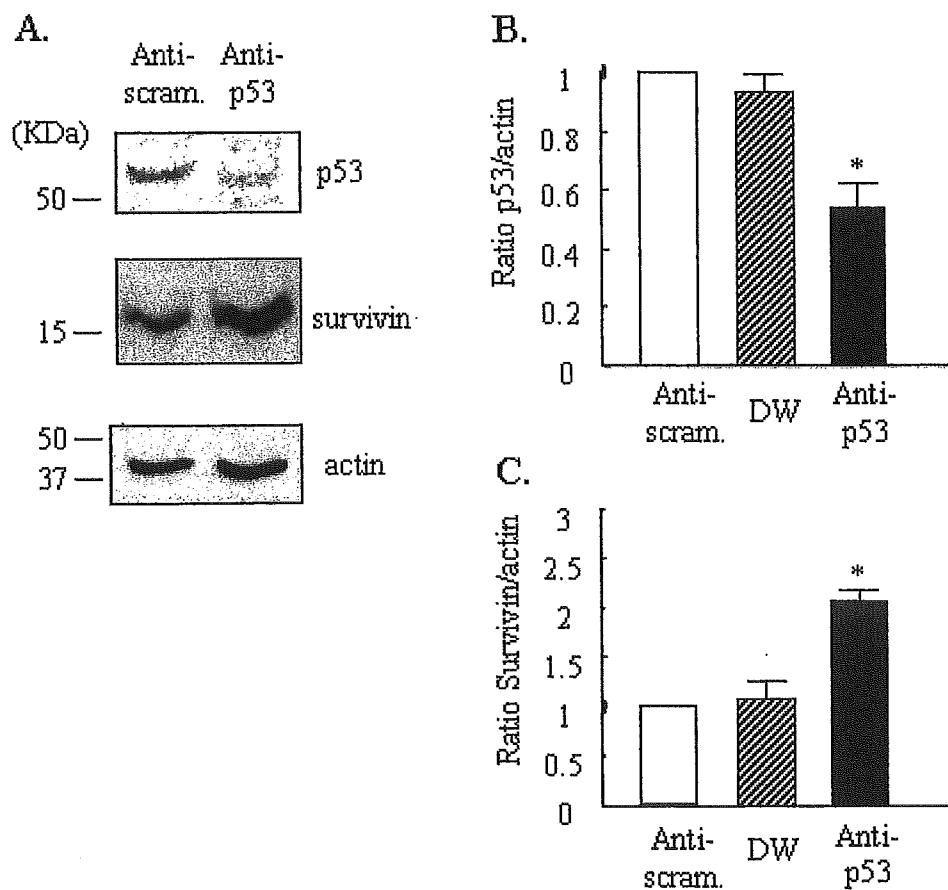 A.
Anti-
scram.
Anti-
p53
(KDa)
50
p53
15
survivin
50
37
actin
B.
Ratio p53/actin
1
0.8
0.6
0.4
0.2
0
*
Anti-
scram.
DW
Anti-
p53
C.
Ratio Survivin/actin
3
2.5
2
1.5
1
0.5
0
*
Anti-
scram.
DW
Anti-
p53